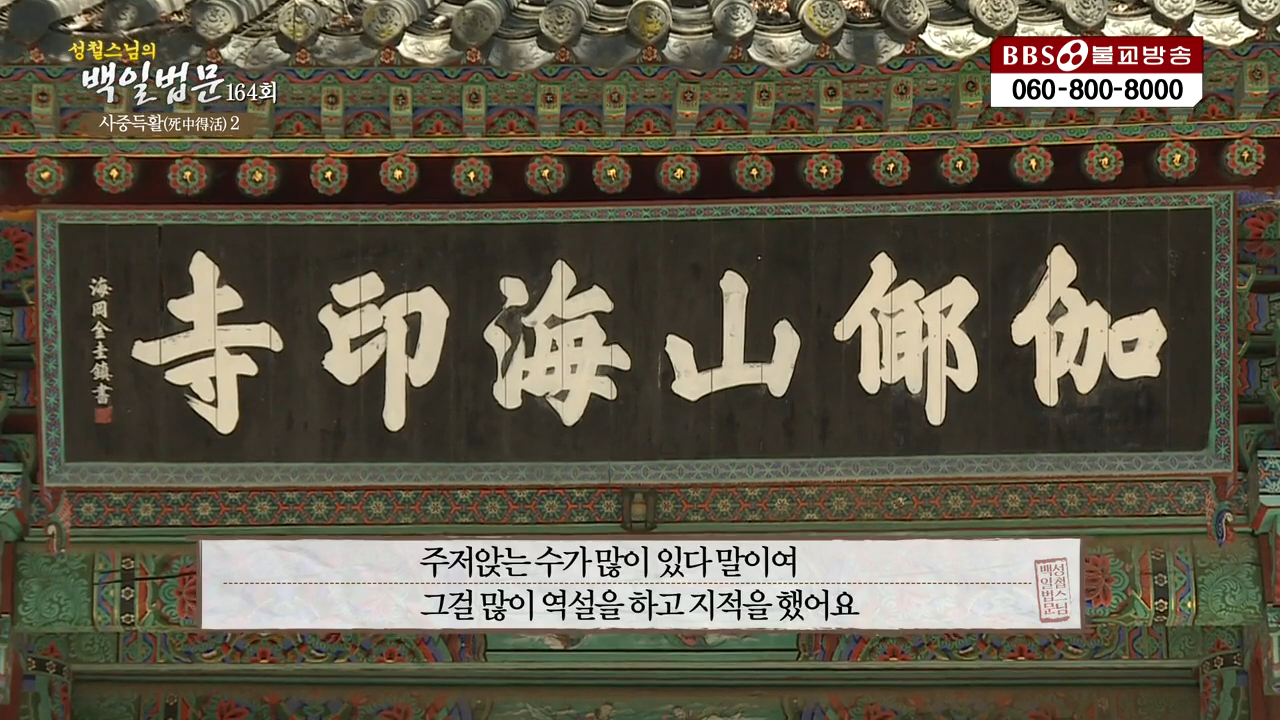 성철스님의
백일법문 164회
사중득활(死中得活) 2
BBS 불교방송
060-800-8000
伽倻山海印寺
海岡金圭鎭書
주저앉는 수가 많이 있다 말이여
그걸 많이 역설을 하고 지적을 했어요
성철스님
백일법문